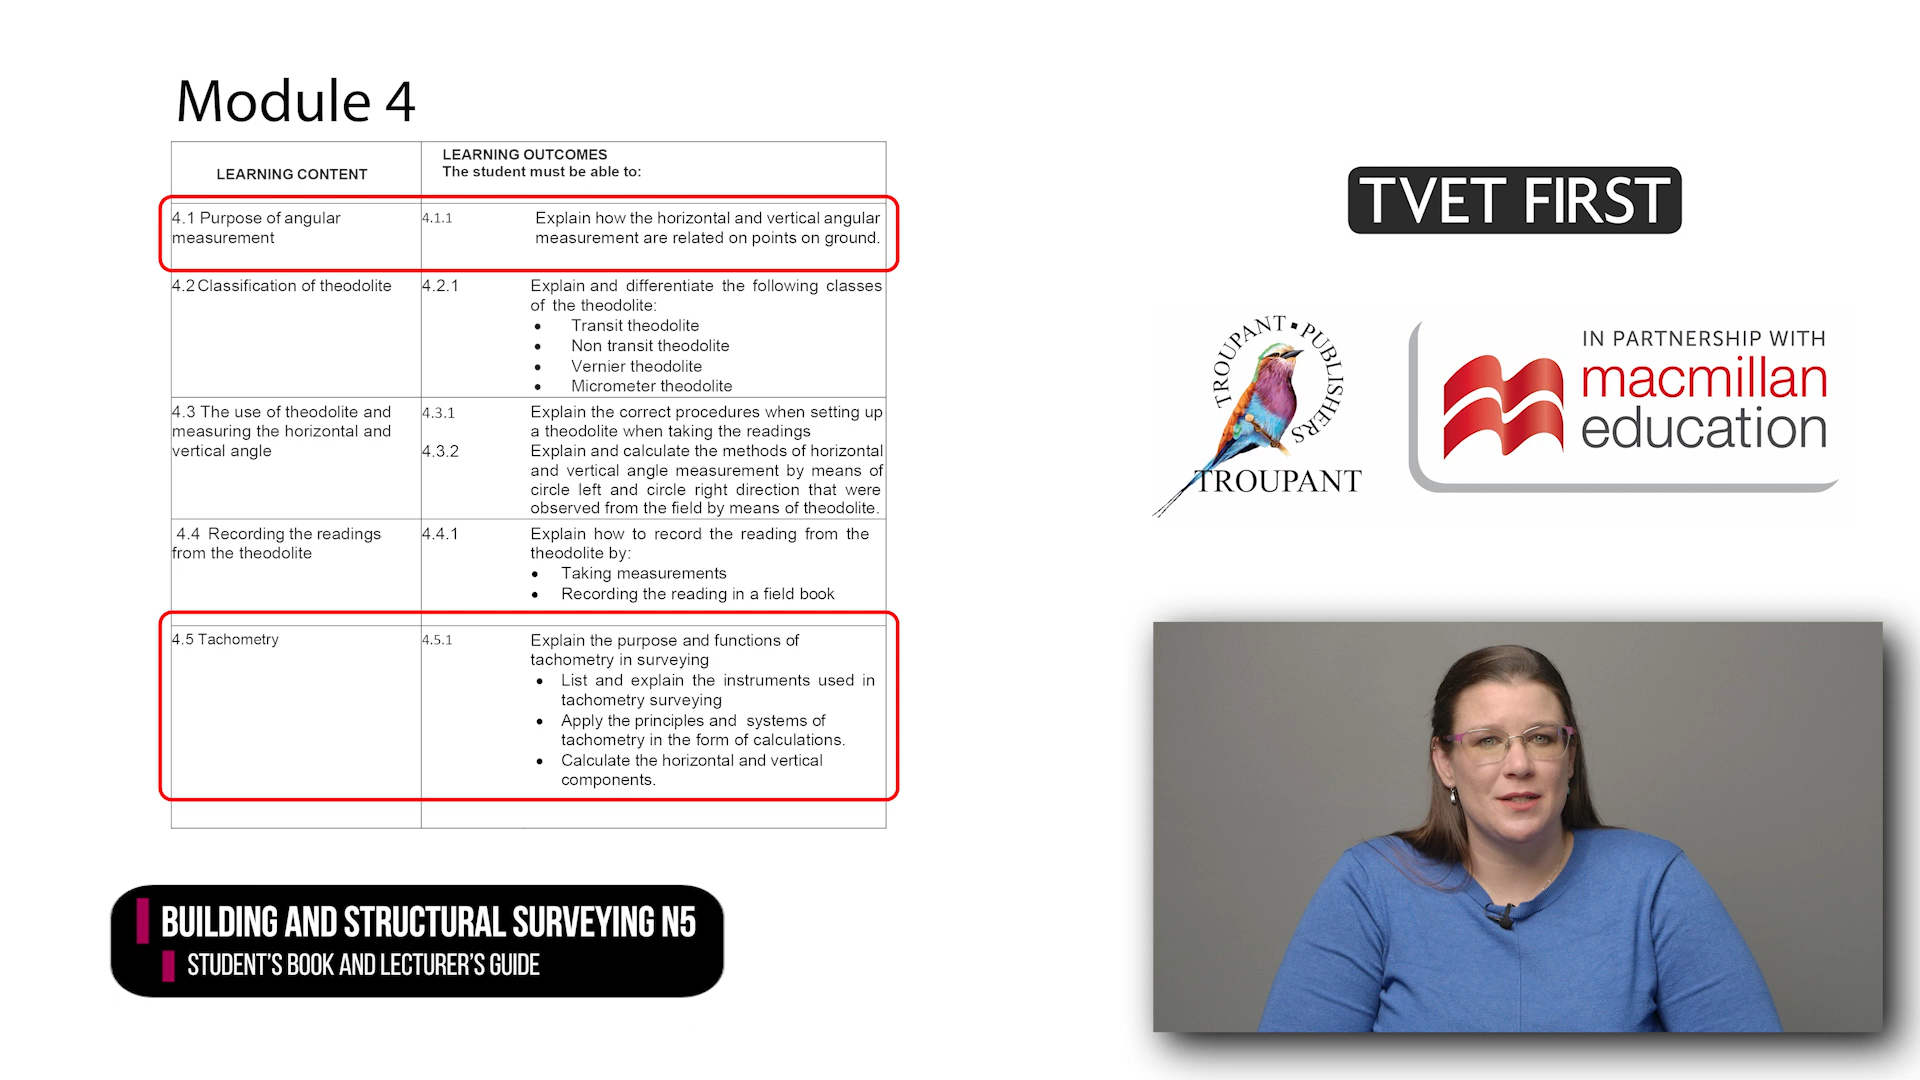 Module 4
LEARNING CONTENT
LEARNING OUTCOMES
The student must be able to:
4.1 Purpose of angular
measurement
4.1.1
Explain how the horizontal and vertical angular
measurement are related on points on ground.
4.2 Classification of theodolite
4.2.1
Explain and differentiate the following classes
of the theodolite:
• Transit theodolite
• Non transit theodolite
• Vernier theodolite
• Micrometer theodolite
4.3 The use of theodolite and
measuring the horizontal and
vertical angle
4.3.1
Explain the correct procedures when setting up
a theodolite when taking the readings
4.3.2
Explain and calculate the methods of horizontal
and vertical angle measurement by means of
circle left and circle right direction that were
observed from the field by means of theodolite.
4.4 Recording the readings
from the theodolite
4.4.1
Explain how to record the reading from the
theodolite by:
• Taking measurements
• Recording the reading in a field book
4.5 Tachometry
4.5.1
Explain the purpose and functions of
tachometry in surveying
• List and explain the instruments used in
tachometry surveying
• Apply the principles and systems of
tachometry in the form of calculations.
• Calculate the horizontal and vertical
components.
BUILDING AND STRUCTURAL SURVEYING N5
STUDENT'S BOOK AND LECTURER'S GUIDE
TVET FIRST
TROUPANT • PUBLISHERS
TROUPANT
IN PARTNERSHIP WITH
macmillan
education